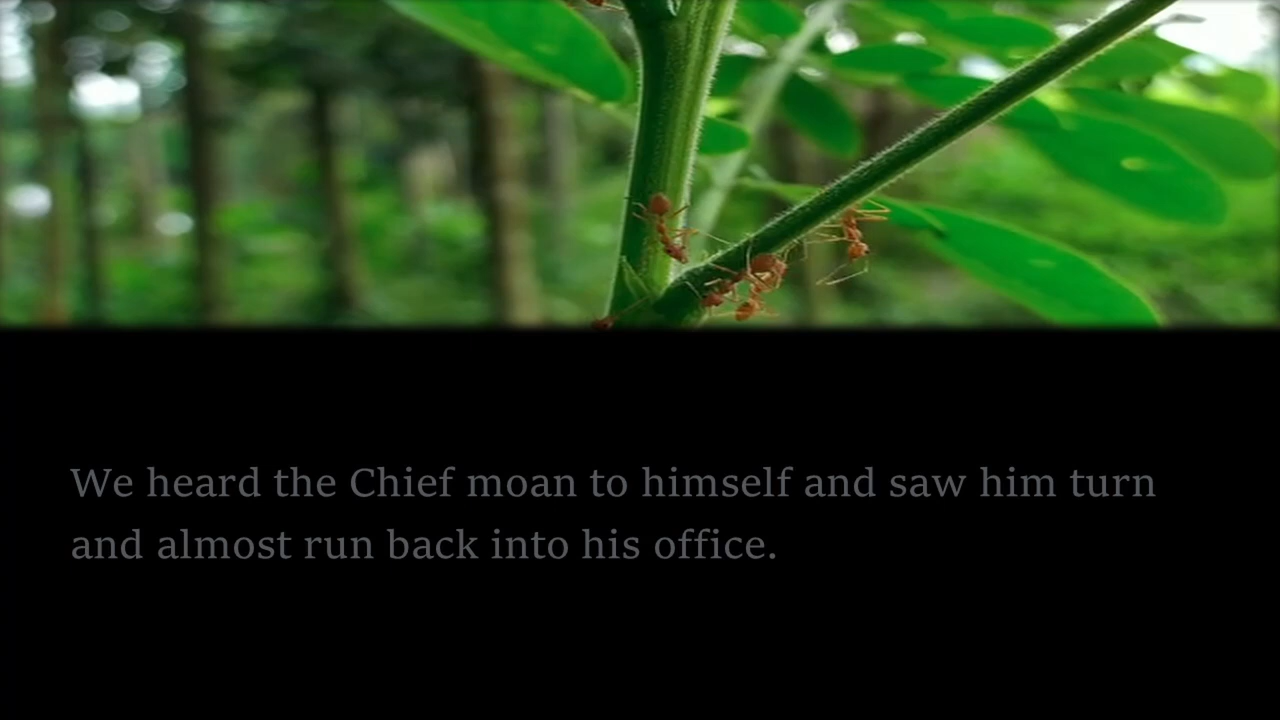 We heard the Chief moan to himself and saw him turn
and almost run back into his office.